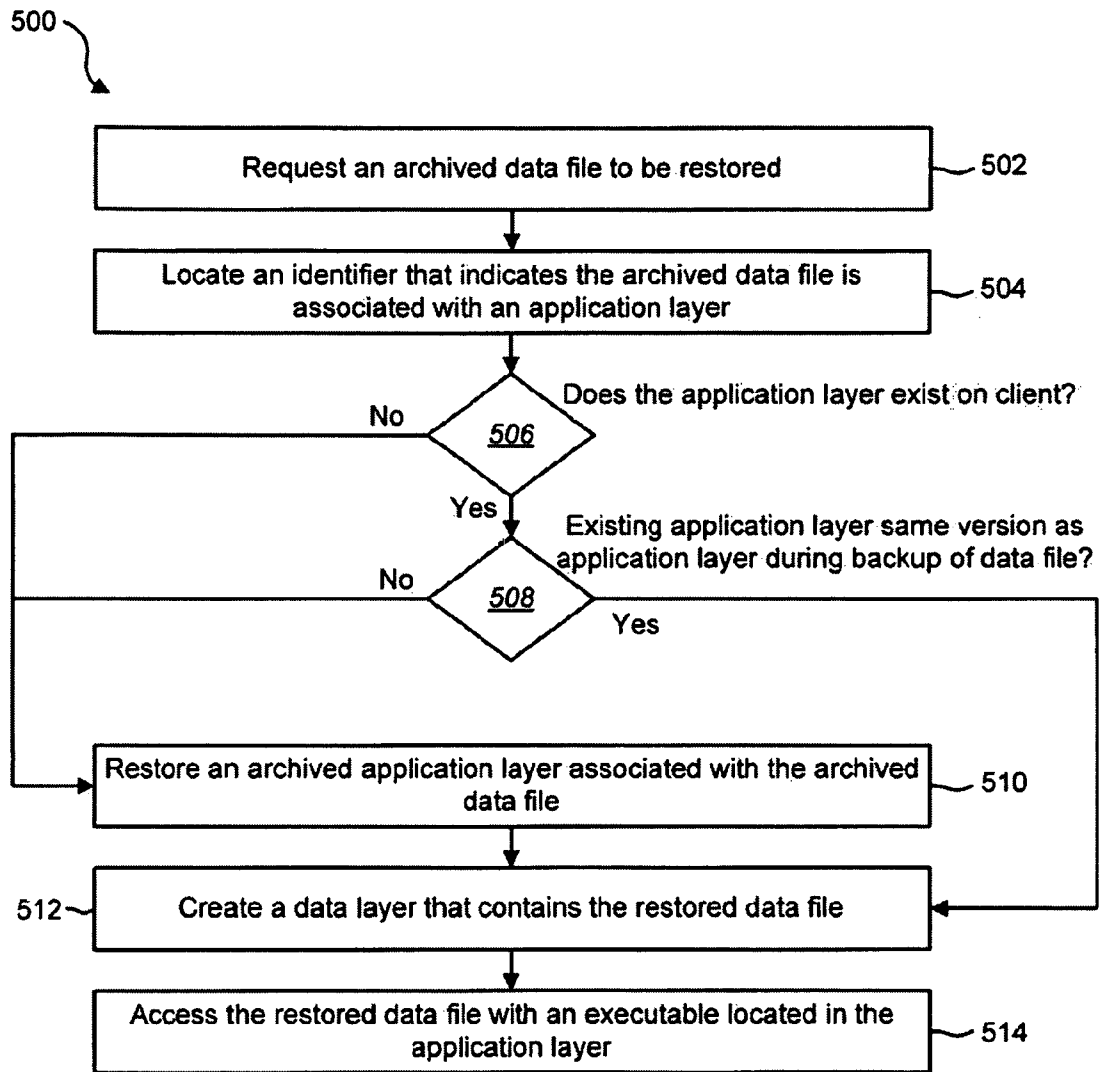 500
Request an archived data file to be restored
502
Locate an identifier that indicates the archived data file is
associated with an application layer
504
Does the application layer exist on client?
No
506
Yes
Existing application layer same version as
application layer during backup of data file?
No
508
Yes
Restore an archived application layer associated with the archived
data file
510
512
Create a data layer that contains the restored data file
Access the restored data file with an executable located in the
application layer
514